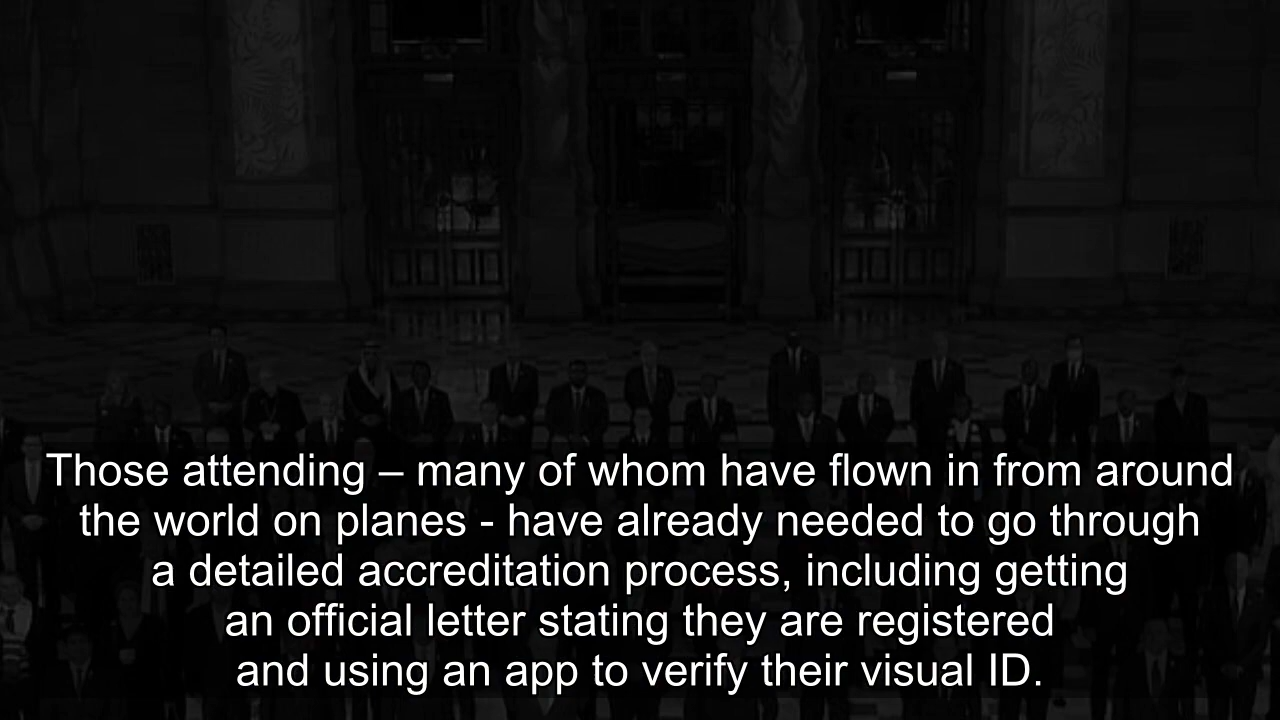 Those attending – many of whom have flown in from around
the world on planes - have already needed to go through
a detailed accreditation process, including getting
an official letter stating they are registered
and using an app to verify their visual ID.